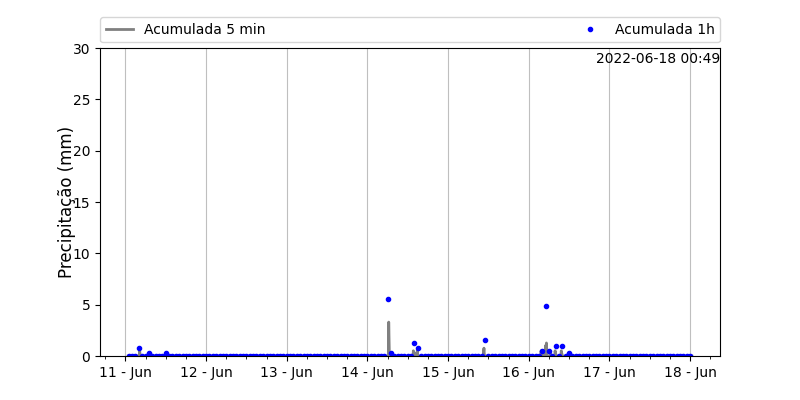 Acumulada 5 min
Acumulada 1h
2022-06-18 00:49
Precipitação (mm)
30
25
20
15
10
5
0
11 - Jun 12 - Jun 13 - Jun 14 - Jun 15 - Jun 16 - Jun 17 - Jun 18 - Jun